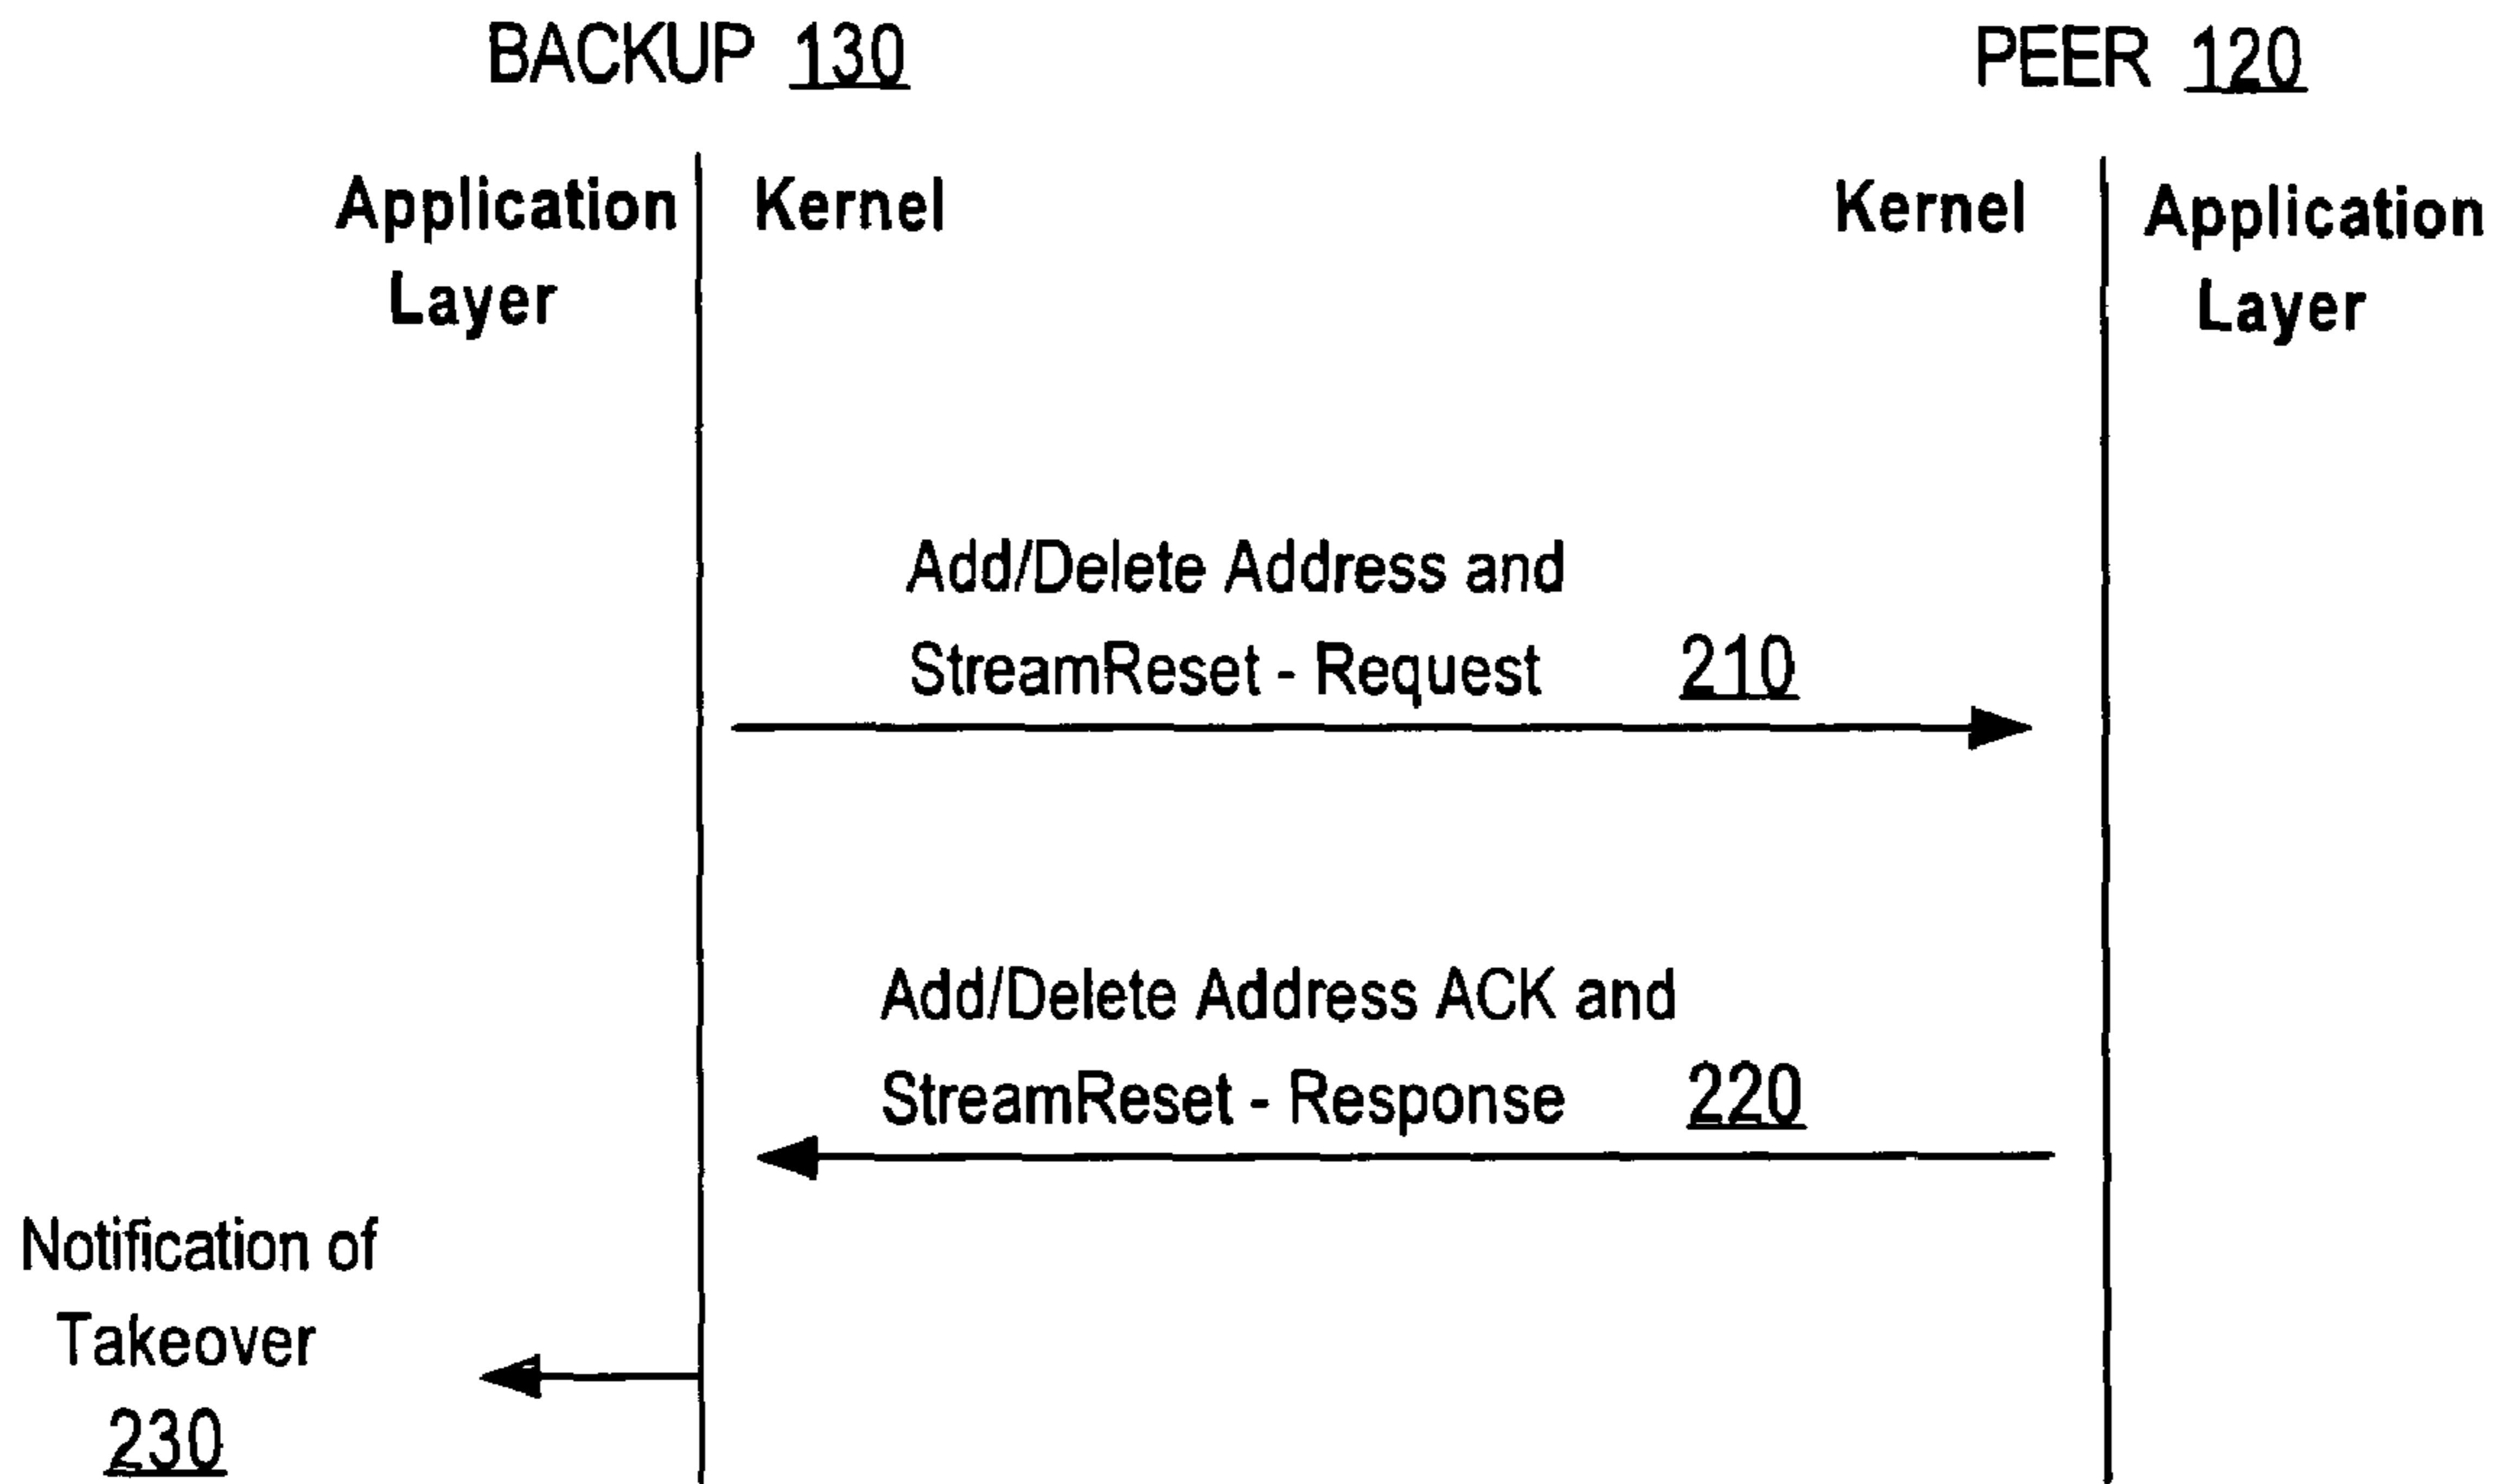 BACKUP 130
PEER 120
Application Layer
Kernel
Kernel
Application Layer
Add/Delete Address and
StreamReset - Request 210
Add/Delete Address ACK and
StreamReset - Response 220
Notification of
Takeover
230